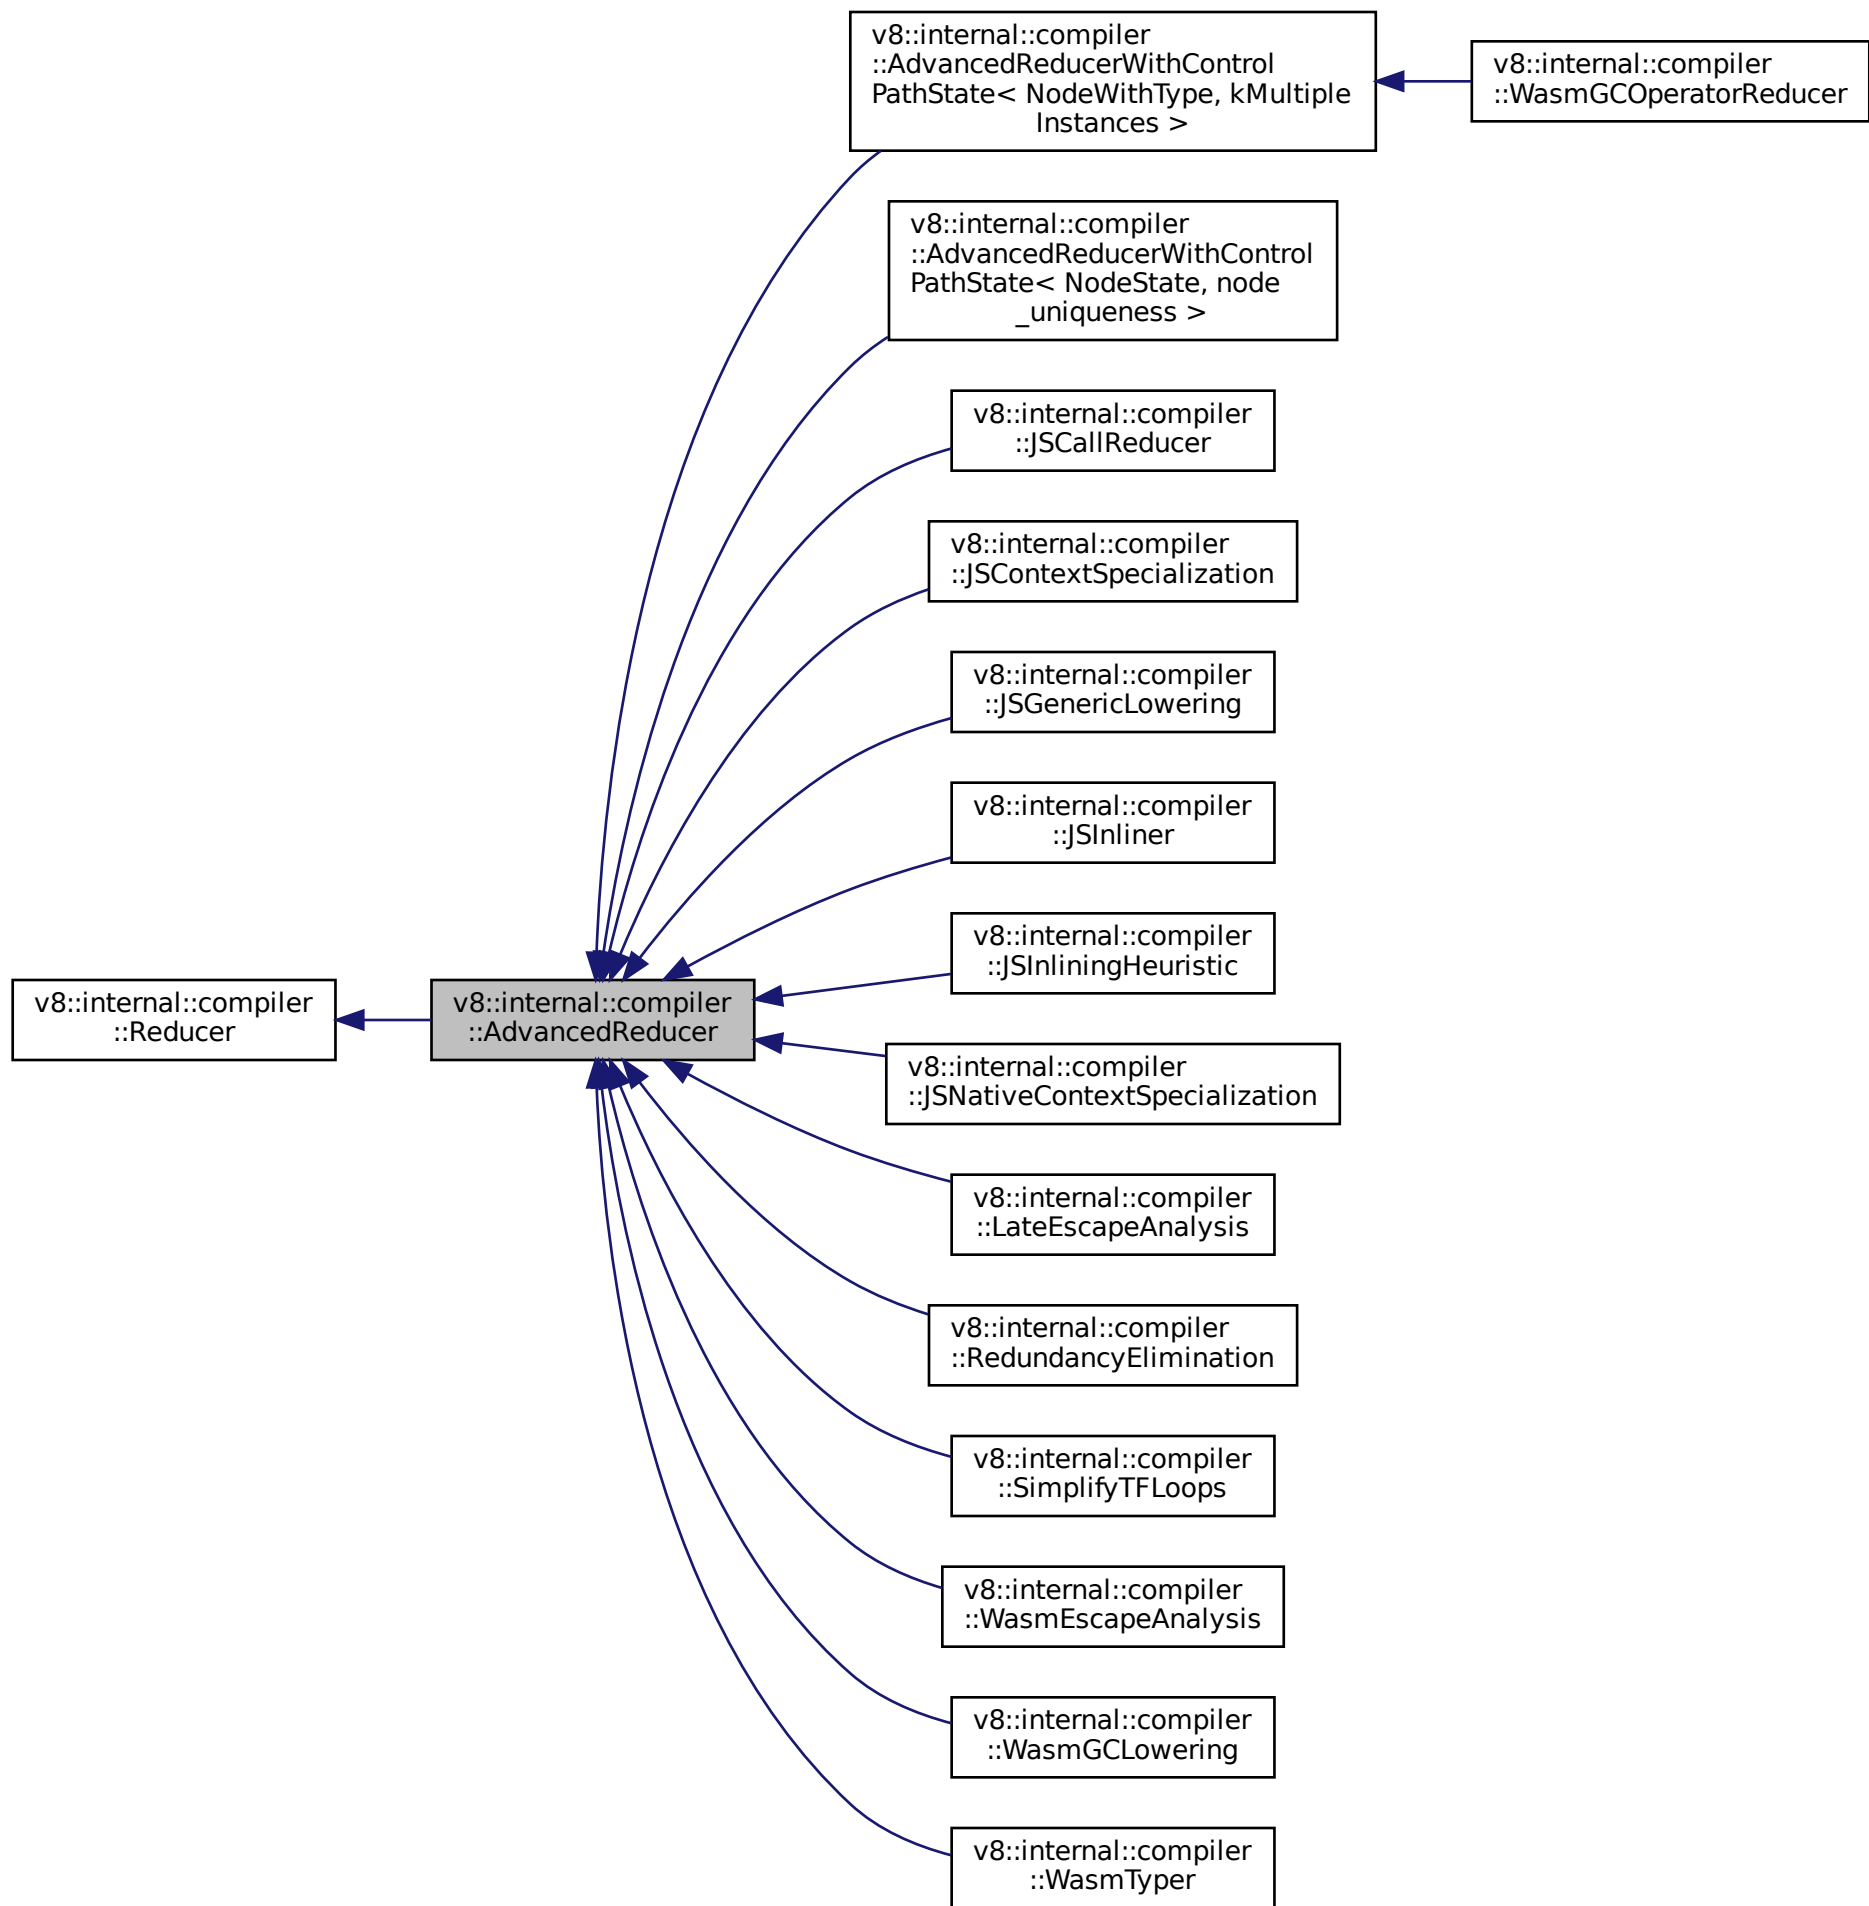 v8::internal::compiler
::AdvancedReducerWithControl
PathState< NodeWithType, kMultiple
Instances >
v8::internal::compiler
::WasmGCOperatorReducer
v8::internal::compiler
::AdvancedReducerWithControl
PathState< NodeState, node
_uniqueness >
v8::internal::compiler
::JSCallReducer
v8::internal::compiler
::JSContextSpecialization
v8::internal::compiler
::JSGenericLowering
v8::internal::compiler
::JSInliner
v8::internal::compiler
::JSInliningHeuristic
v8::internal::compiler
::Reducer
v8::internal::compiler
::AdvancedReducer
v8::internal::compiler
::JSNativeContextSpecialization
v8::internal::compiler
::LateEscapeAnalysis
v8::internal::compiler
::RedundancyElimination
v8::internal::compiler
::SimplifyTFLoops
v8::internal::compiler
::WasmEscapeAnalysis
v8::internal::compiler
::WasmGCLowering
v8::internal::compiler
::WasmTyper